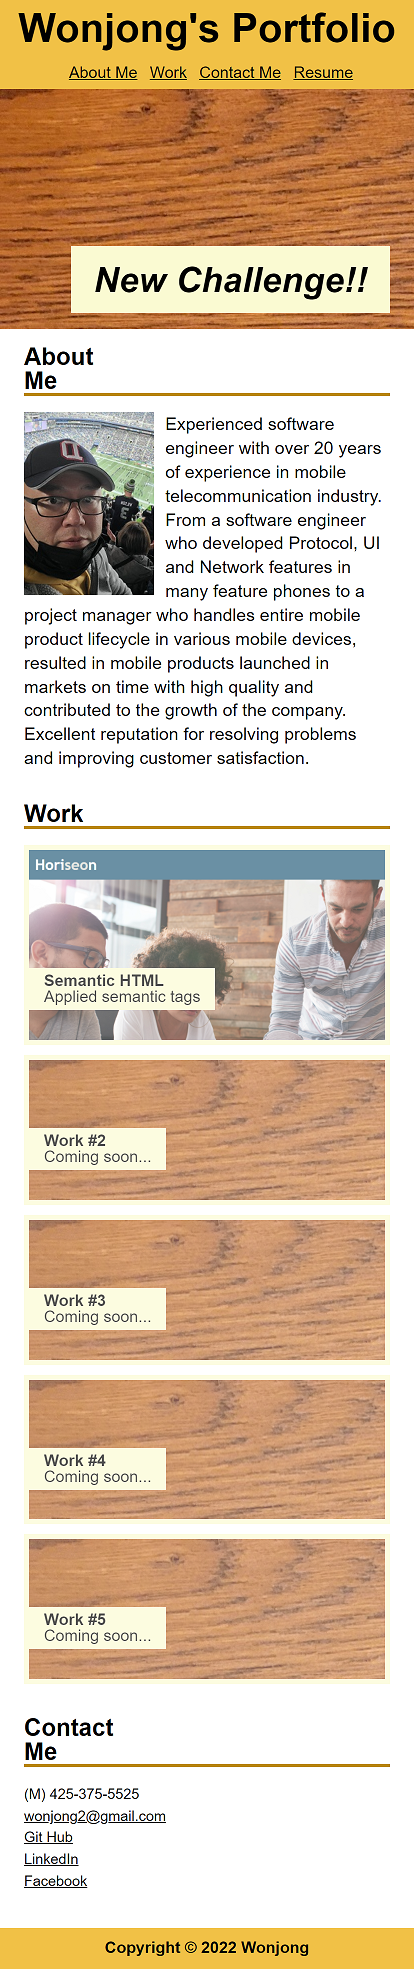 Wonjong's Portfolio
About Me Work Contact Me Resume
New Challenge!!
About
Me
Experienced software
engineer with over 20 years
of experience in mobile
telecommunication industry.
From a software engineer
who developed Protocol, UI
and Network features in
many feature phones to a
project manager who handles entire mobile
product lifecycle in various mobile devices,
resulted in mobile products launched in
markets on time with high quality and
contributed to the growth of the company.
Excellent reputation for resolving problems
and improving customer satisfaction.
Work
Horiseon
Semantic HTML
Applied semantic tags
Work #2
Coming soon...
Work #3
Coming soon...
Work #4
Coming soon...
Work #5
Coming soon...
Contact
Me
(M) 425-375-5525
wonjong2@gmail.com
Git Hub
LinkedIn
Facebook
Copyright © 2022 Wonjong